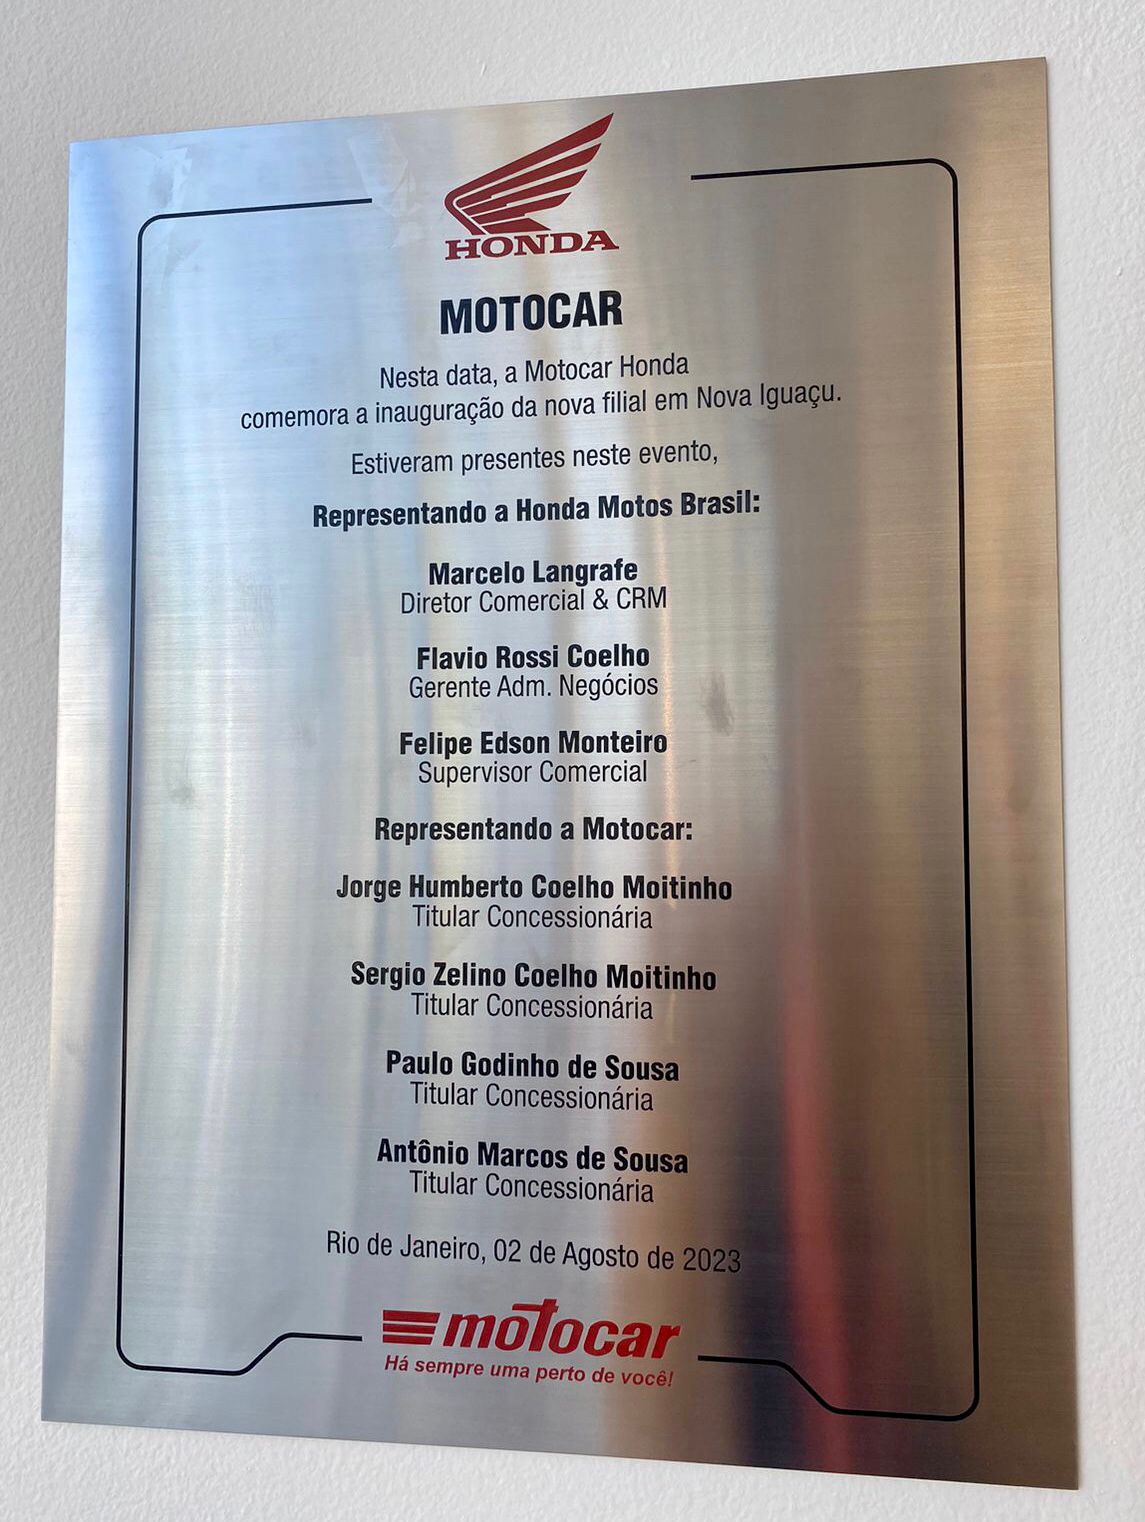 HONDA
MOTOCAR
Nesta data, a Motocar Honda
comemora a inauguração da nova filial em Nova Iguaçu.
Estiveram presentes neste evento,
Representando a Honda Motos Brasil:
Marcelo Langrafe
Diretor Comercial & CRM
Flavio Rossi Coelho
Gerente Adm. Negócios
Felipe Edson Monteiro
Supervisor Comercial
Representando a Motocar:
Jorge Humberto Coelho Moitinho
Titular Concessionária
Sergio Zelino Coelho Moitinho
Titular Concessionária
Paulo Godinho de Sousa
Titular Concessionária
Antônio Marcos de Sousa
Titular Concessionária
Rio de Janeiro, 02 de Agosto de 2023
motocar
Há sempre uma perto de você!